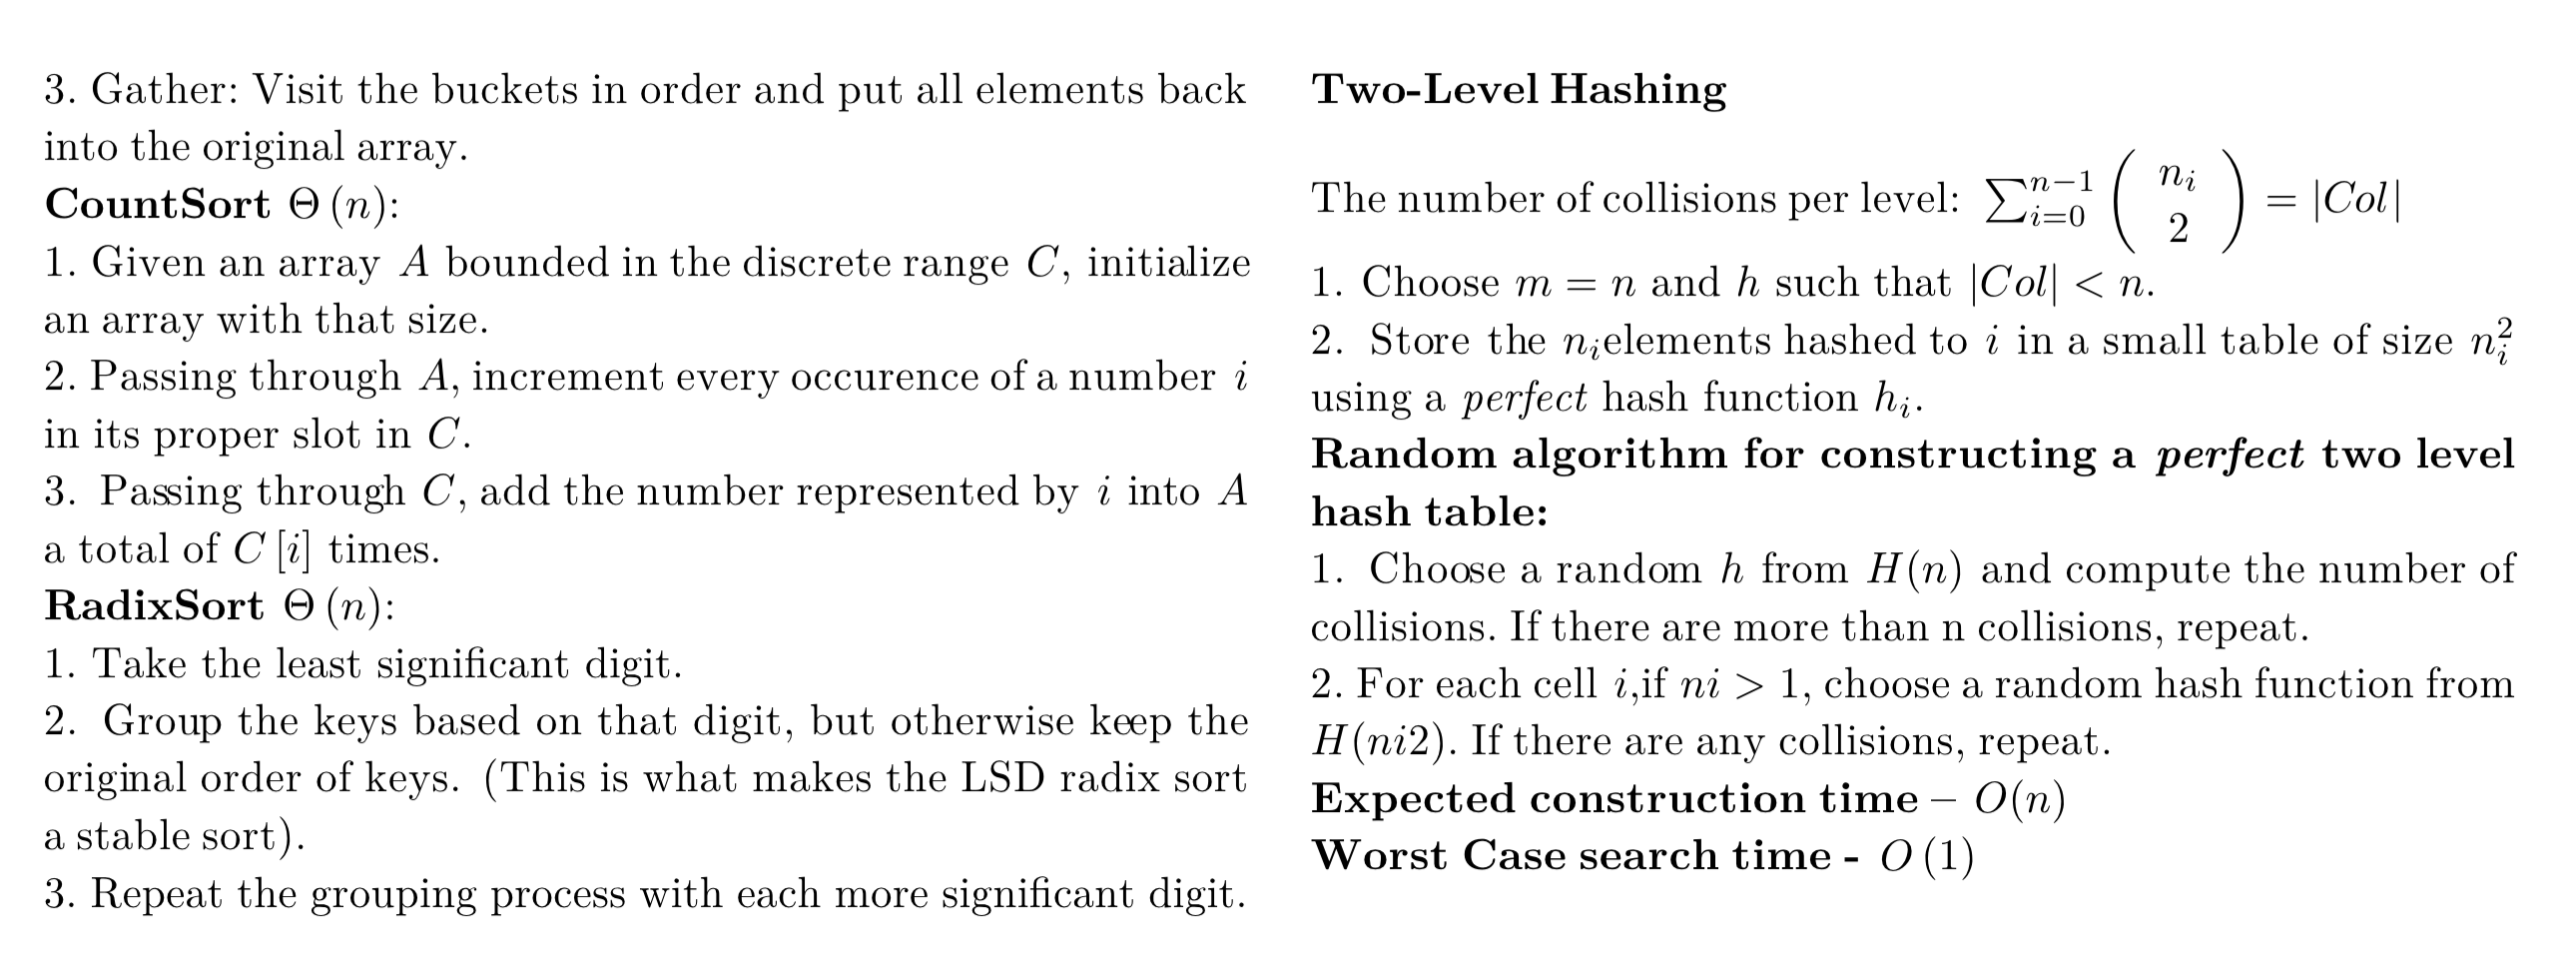 3. Gather: Visit the buckets in order and put all elements back
into the original array.
CountSort Θ (n):
1. Given an array A bounded in the discrete range C, initialize
an array with that size.
2. Passing through A, increment every occurence of a number i
in its proper slot in C.
3. Passing through C, add the number represented by i into A
a total of C [i] times.
RadixSort Θ (n):
1. Take the least significant digit.
2. Group the keys based on that digit, but otherwise keep the
original order of keys. (This is what makes the LSD radix sort
a stable sort).
3. Repeat the grouping process with each more significant digit.
Two-Level Hashing
The number of collisions per level: $\sum_{i=0}^{n-1} \left( \begin{array}{c} n_i \\ 2 \end{array} \right) = |Col|$
1. Choose m = n and h such that |Col| < n.
2. Store the $n_i$elements hashed to i in a small table of size $n_i^2$
using a perfect hash function $h_i$.
Random algorithm for constructing a perfect two level
hash table:
1. Choose a random h from H(n) and compute the number of
collisions. If there are more than n collisions, repeat.
2. For each cell i,if ni > 1, choose a random hash function from
H(ni2). If there are any collisions, repeat.
Expected construction time – O(n)
Worst Case search time - O (1)